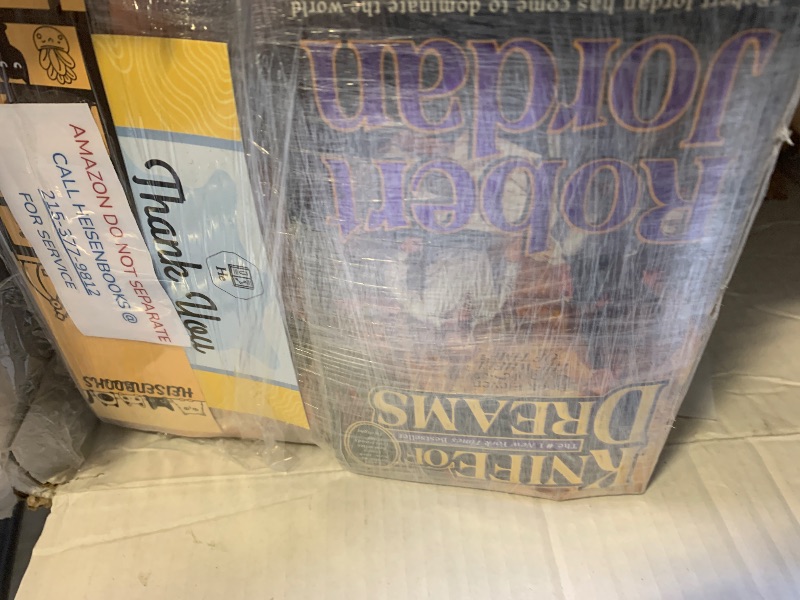 "Robert Jordan has come to dominate the world
Robert
Jordan
KNIFE OF
The #1 New York Times Bestseller
DREAMS
Thank You
He
AMAZON DO NOT SEPARATE
CALL HEISENBOOKS @
215-377-9812
FOR SERVICE
HEISENBOOKS